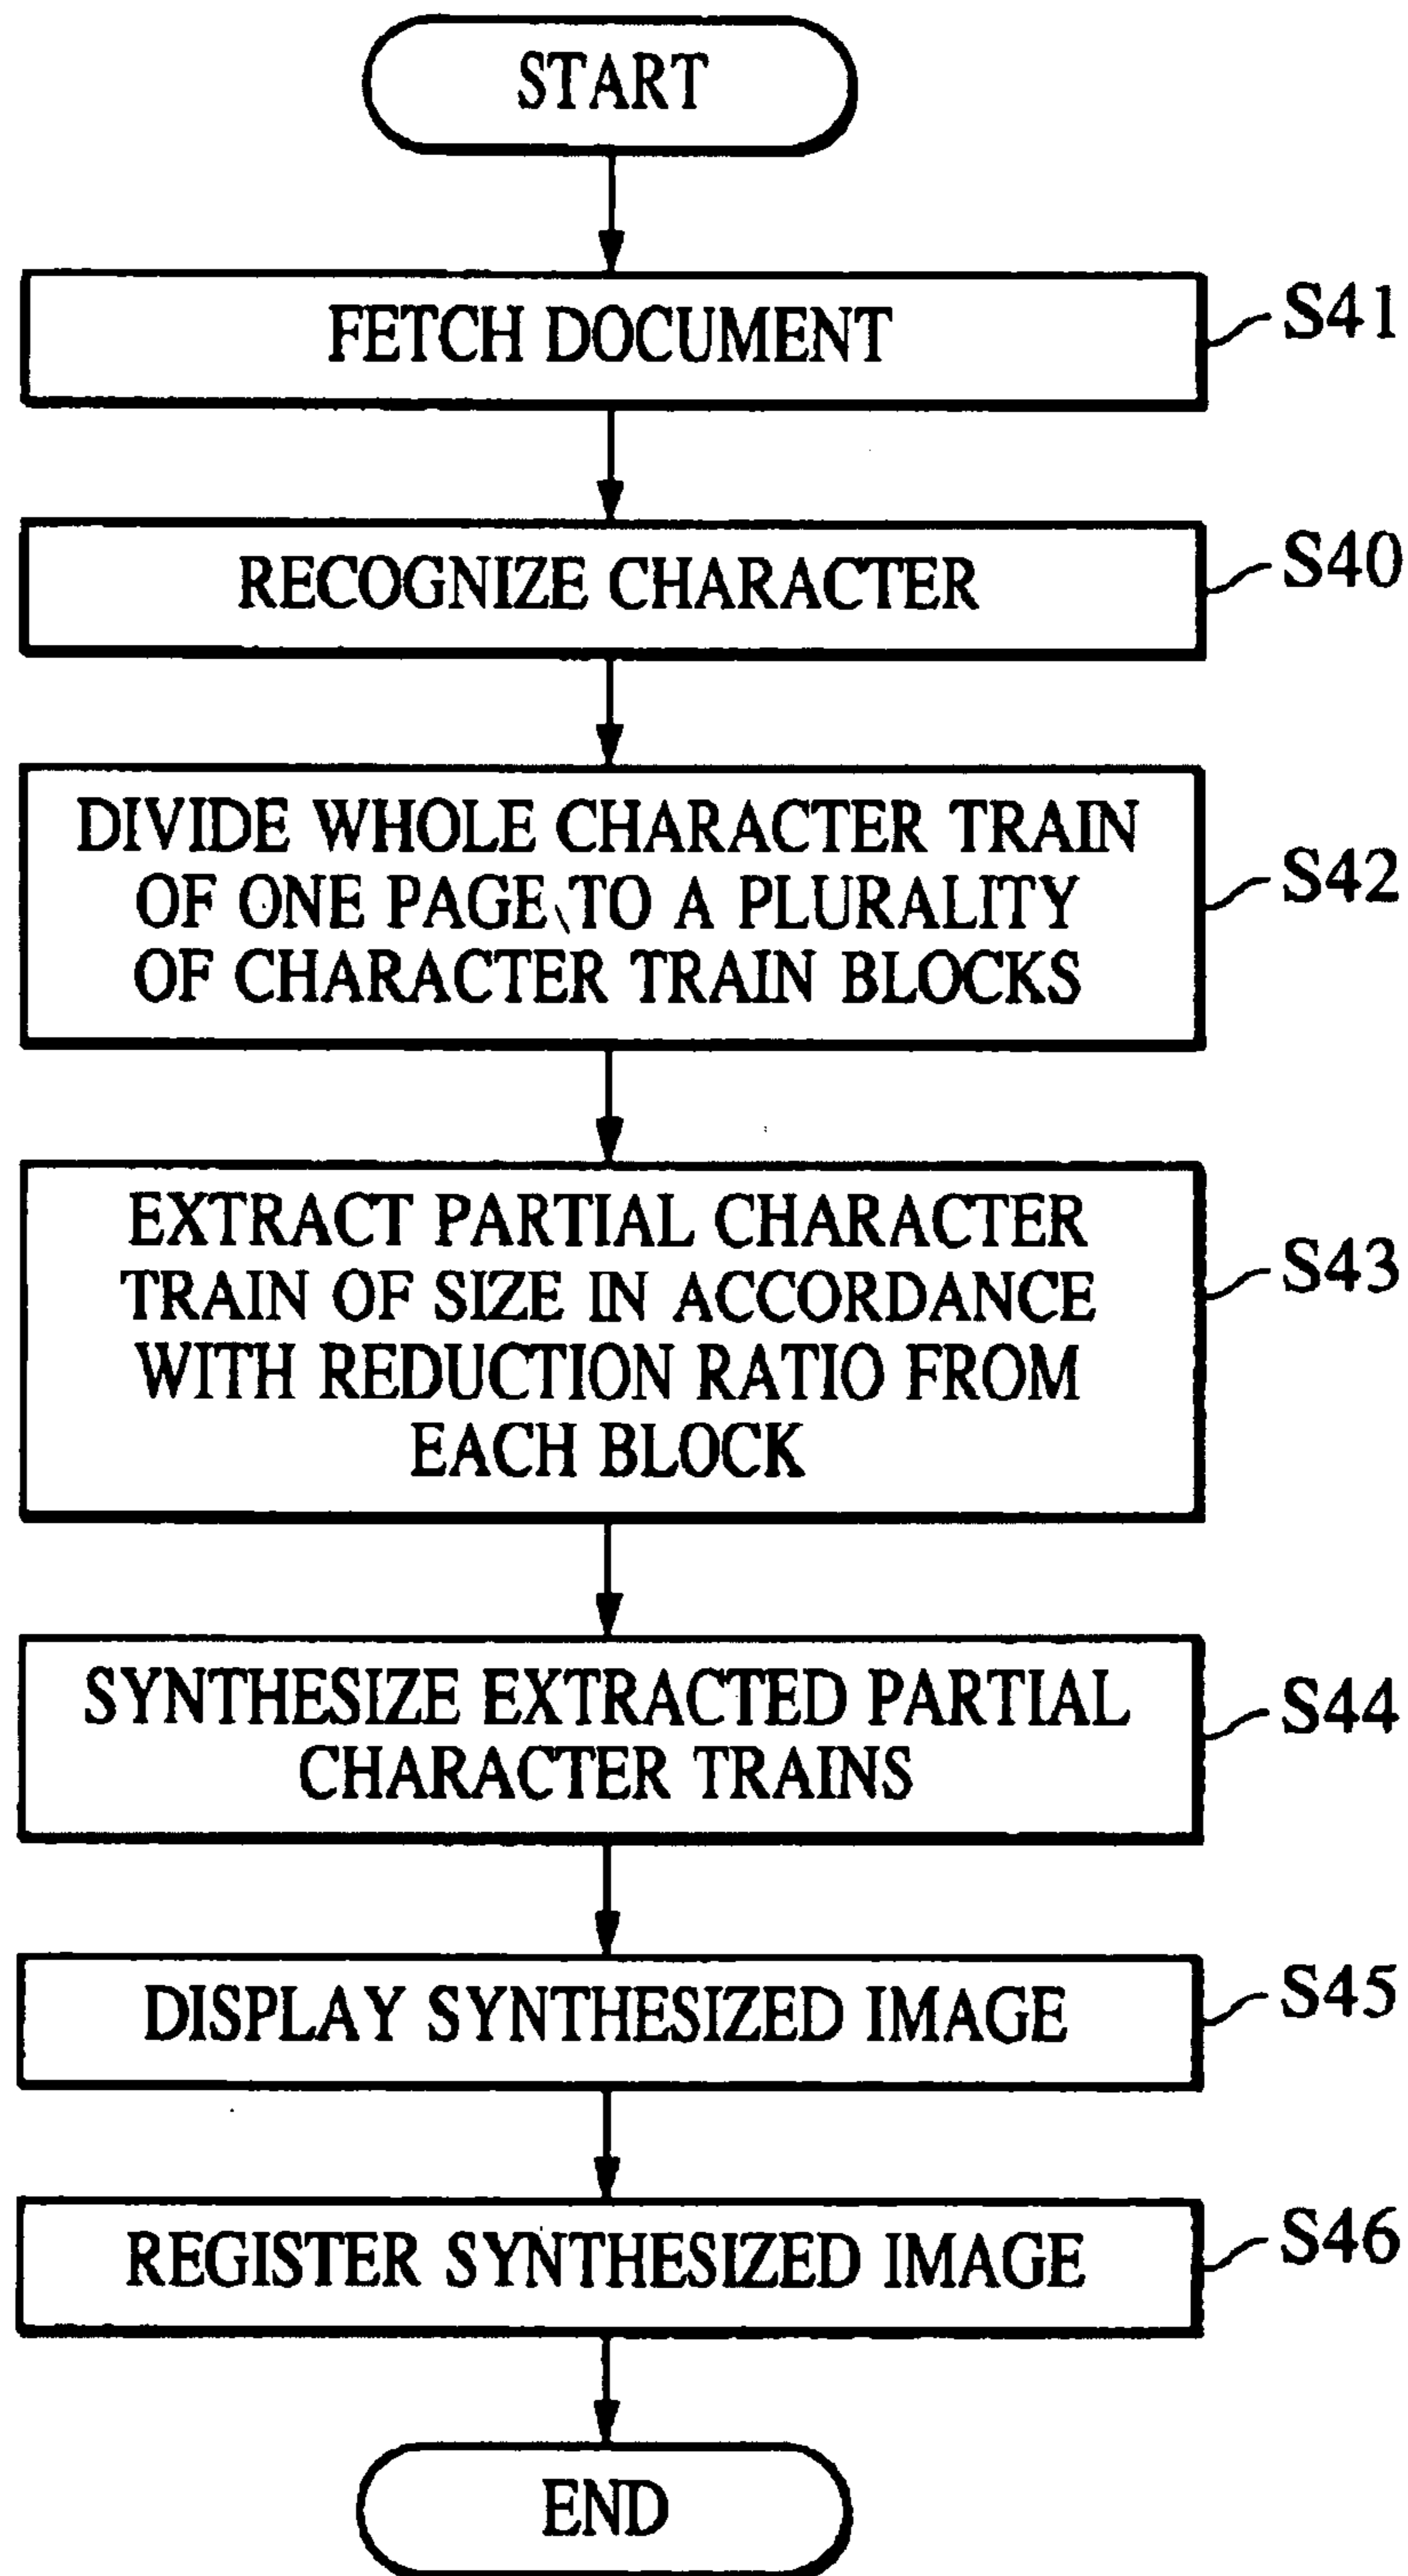 START
FETCH DOCUMENT
S41
RECOGNIZE CHARACTER
S40
DIVIDE WHOLE CHARACTER TRAIN
OF ONE PAGE TO A PLURALITY
OF CHARACTER TRAIN BLOCKS
S42
EXTRACT PARTIAL CHARACTER
TRAIN OF SIZE IN ACCORDANCE
WITH REDUCTION RATIO FROM
EACH BLOCK
S43
SYNTHESIZE EXTRACTED PARTIAL
CHARACTER TRAINS
S44
DISPLAY SYNTHESIZED IMAGE
S45
REGISTER SYNTHESIZED IMAGE
S46
END